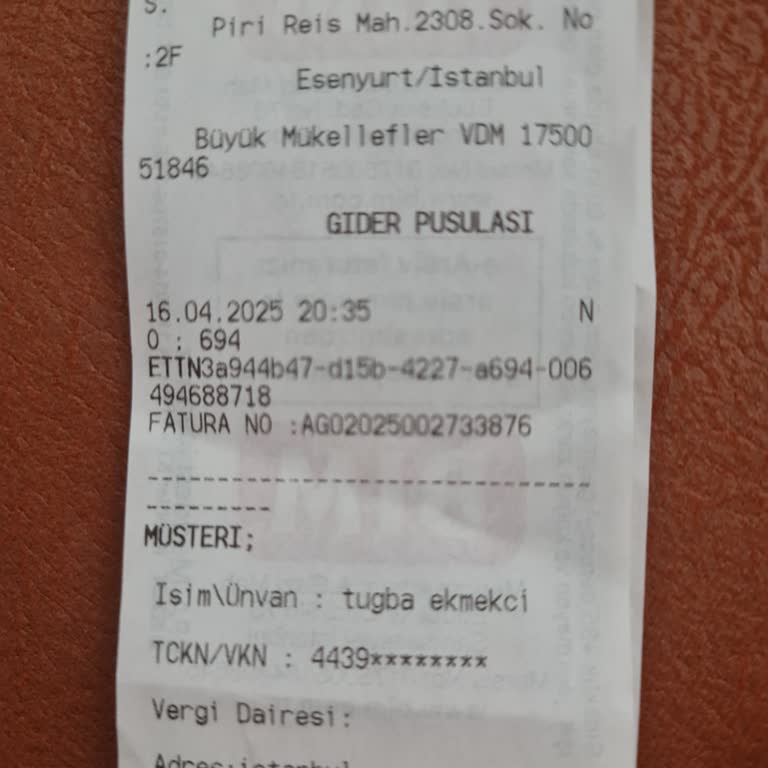 S.
Piri Reis Mah.2308.Sok. No
:2F
Esenyurt/İstanbul
Büyük Mükellefler VDM 17500
51846
GIDER PUSULASI
16.04.2025 20:35 N
O : 694
ETTN3a944b47-d15b-4227-a694-006
494688718
FATURA NO :AG02025002733876
-----------------------------------
---------
MÜSTERI;
Isim\Ünvan : tugba ekmekci
TCKN/VKN : 4439********
Vergi Dairesi:
Adres:istanbul